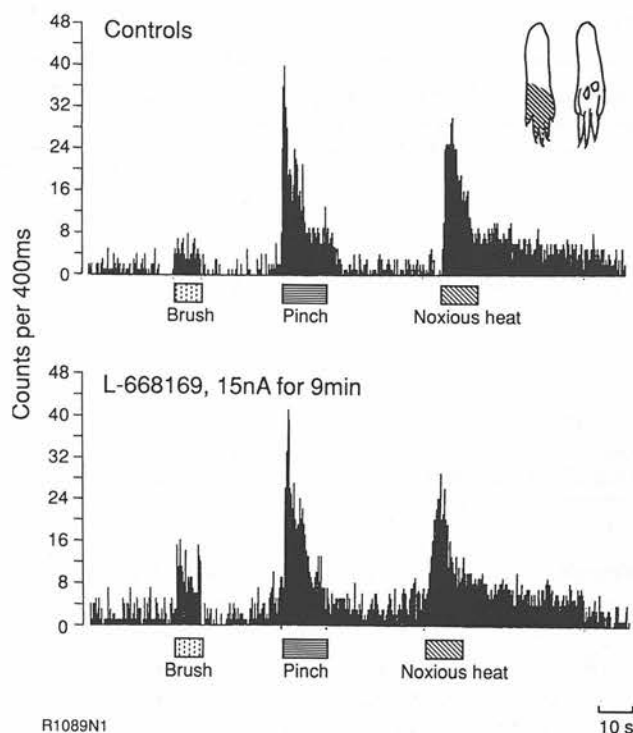 Controls
48
40
32
24
16
8
0
Brush
Pinch
Noxious heat
Counts per 400ms
L-668169, 15nA for 9min
48
40
32
24
16
8
0
Brush
Pinch
Noxious heat
R1089N1
10 s